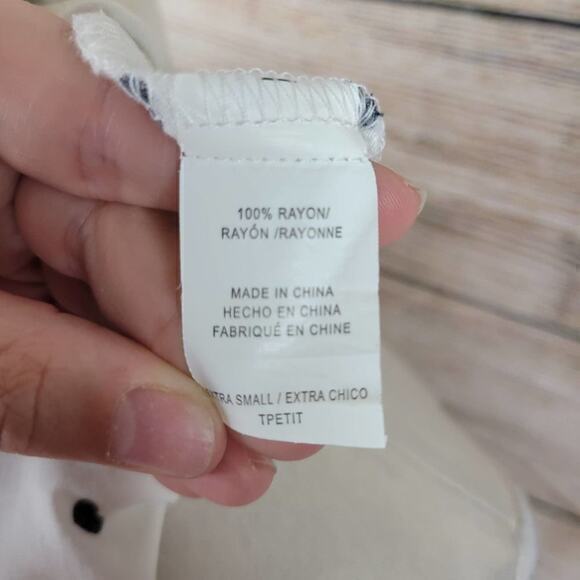 100% RAYON/
RAYÓN /RAYONNE
MADE IN CHINA
HECHO EN CHINA
FABRIQUÉ EN CHINE
SMALL / EXTRA CHICO
TPETIT